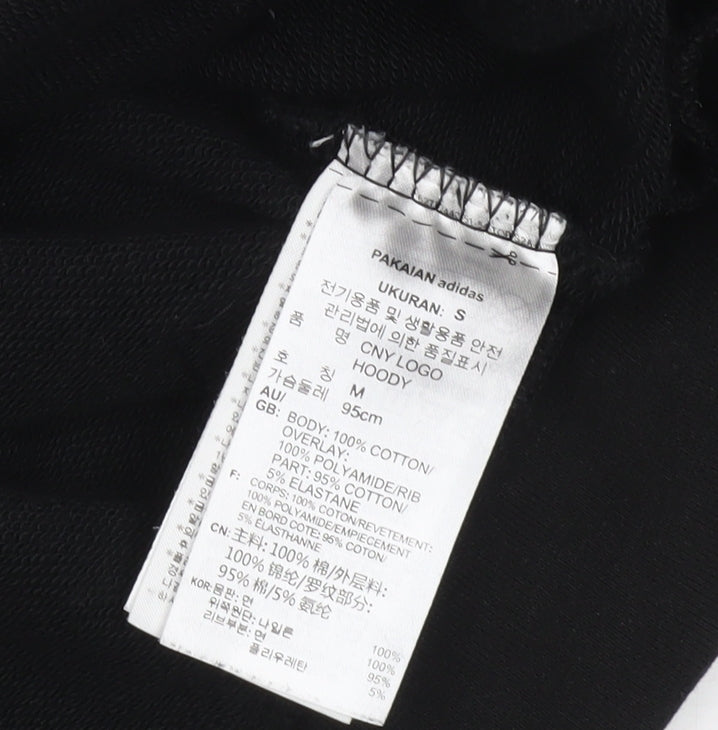 PAKAIAN adidas
UKURAN: S
전기용품 및 생활용품 안전
관리법에 의한 품질표시
품 명 CNY LOGO
HOODY
호 칭 M
가슴둘레 95cm
AU/
GB: BODY: 100% COTTON/
OVERLAY:
100% POLYAMIDE/RIB
PART: 95% COTTON/
5% ELASTANE
F: CORPS: 100% COTON/REVETEMENT:
100% POLYAMIDE/EMPIECEMENT
EN BORD COTE: 95% COTON/
5% ÉLASTHANNE
CN: 主料: 100% 棉/外层料:
100% 锦纶/罗纹部分:
95% 棉/5% 氨纶
KOR: 몸판: 면 100%
위쪽원단: 나일론 100%
리브부분: 면 95%
폴리우레탄 5%